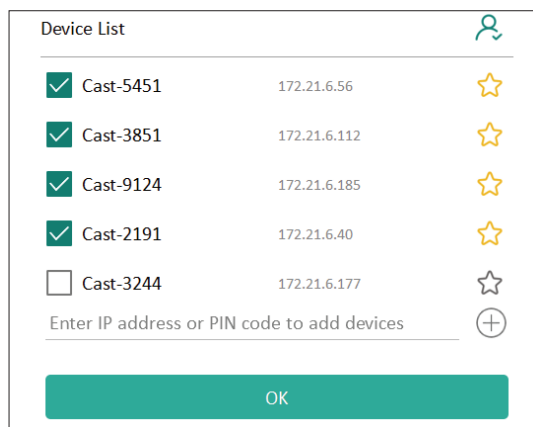 Device List
Cast-5451 172.21.6.56
Cast-3851 172.21.6.112
Cast-9124 172.21.6.185
Cast-2191 172.21.6.40
Cast-3244 172.21.6.177
Enter IP address or PIN code to add devices
OK